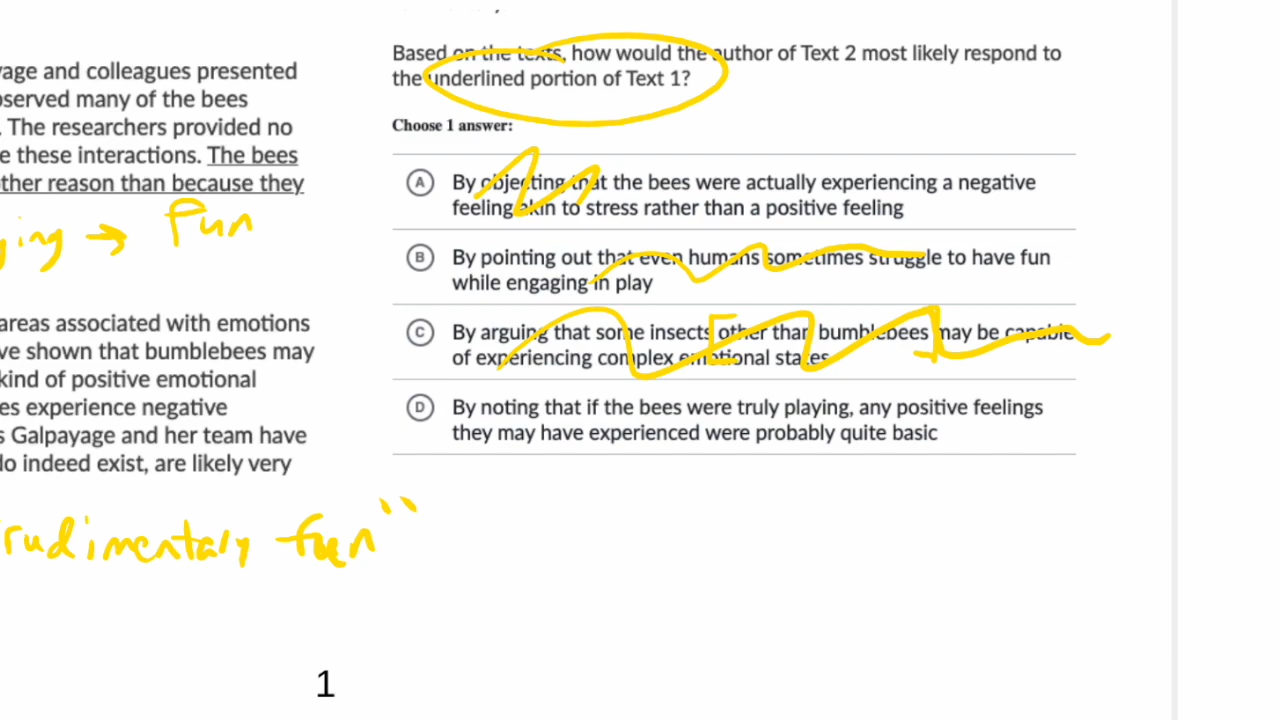 yage and colleagues presented
bserved many of the bees
. The researchers provided no
e these interactions. The bees
ther reason than because they
ying → fun
areas associated with emotions
ve shown that bumblebees may
kind of positive emotional
es experience negative
s Galpayage and her team have
do indeed exist, are likely very
rudimentary fun"
Based on the texts, how would the author of Text 2 most likely respond to
the underlined portion of Text 1?
Choose 1 answer:
A By objecting that the bees were actually experiencing a negative
feeling akin to stress rather than a positive feeling
B By pointing out that even humans sometimes struggle to have fun
while engaging in play
C By arguing that some insects other than bumblebees may be capable
of experiencing complex emotional states
D By noting that if the bees were truly playing, any positive feelings
they may have experienced were probably quite basic
1